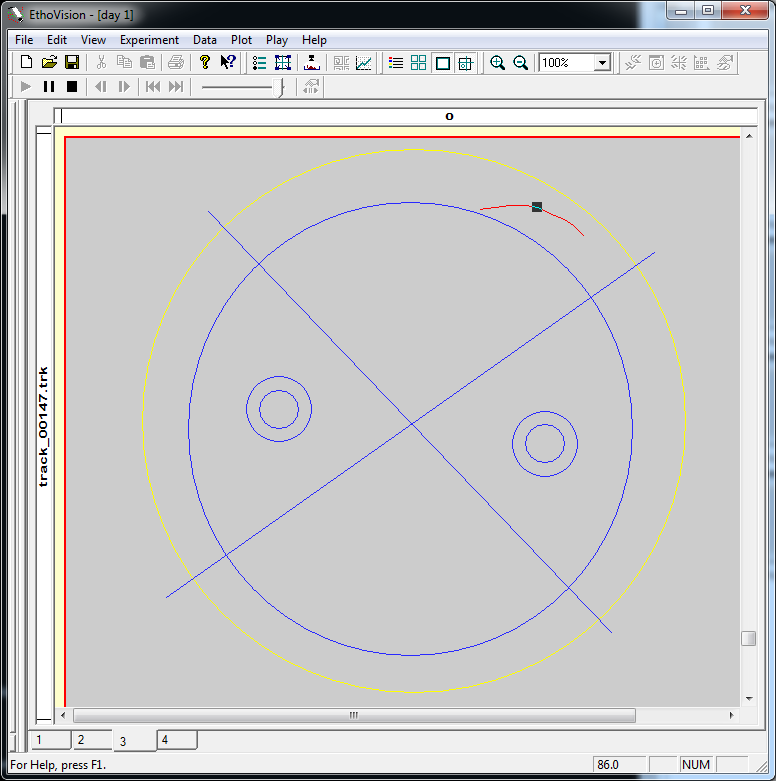 EthoVision - [day 1]
File Edit View Experiment Data Plot Play Help
100%
o
track_00147.trk
1 2 3 4
For Help, press F1. 86.0 NUM